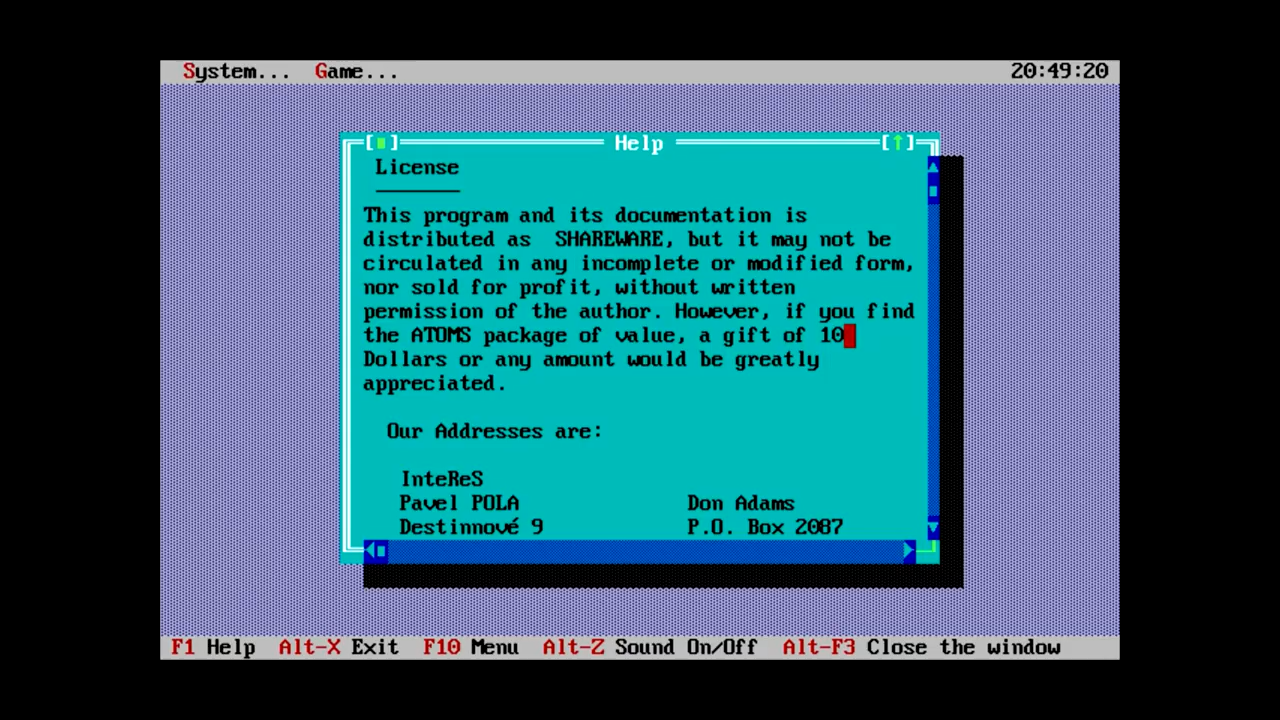 System... Game... 20:49:20
[■] Help [↑]
License
This program and its documentation is
distributed as SHAREWARE, but it may not be
circulated in any incomplete or modified form,
nor sold for profit, without written
permission of the author. However, if you find
the ATOMS package of value, a gift of 10
Dollars or any amount would be greatly
appreciated.
Our Addresses are:
InteReS
Pavel POLA Don Adams
Destinnové 9 P.O. Box 2087
F1 Help Alt-X Exit F10 Menu Alt-Z Sound On/Off Alt-F3 Close the window